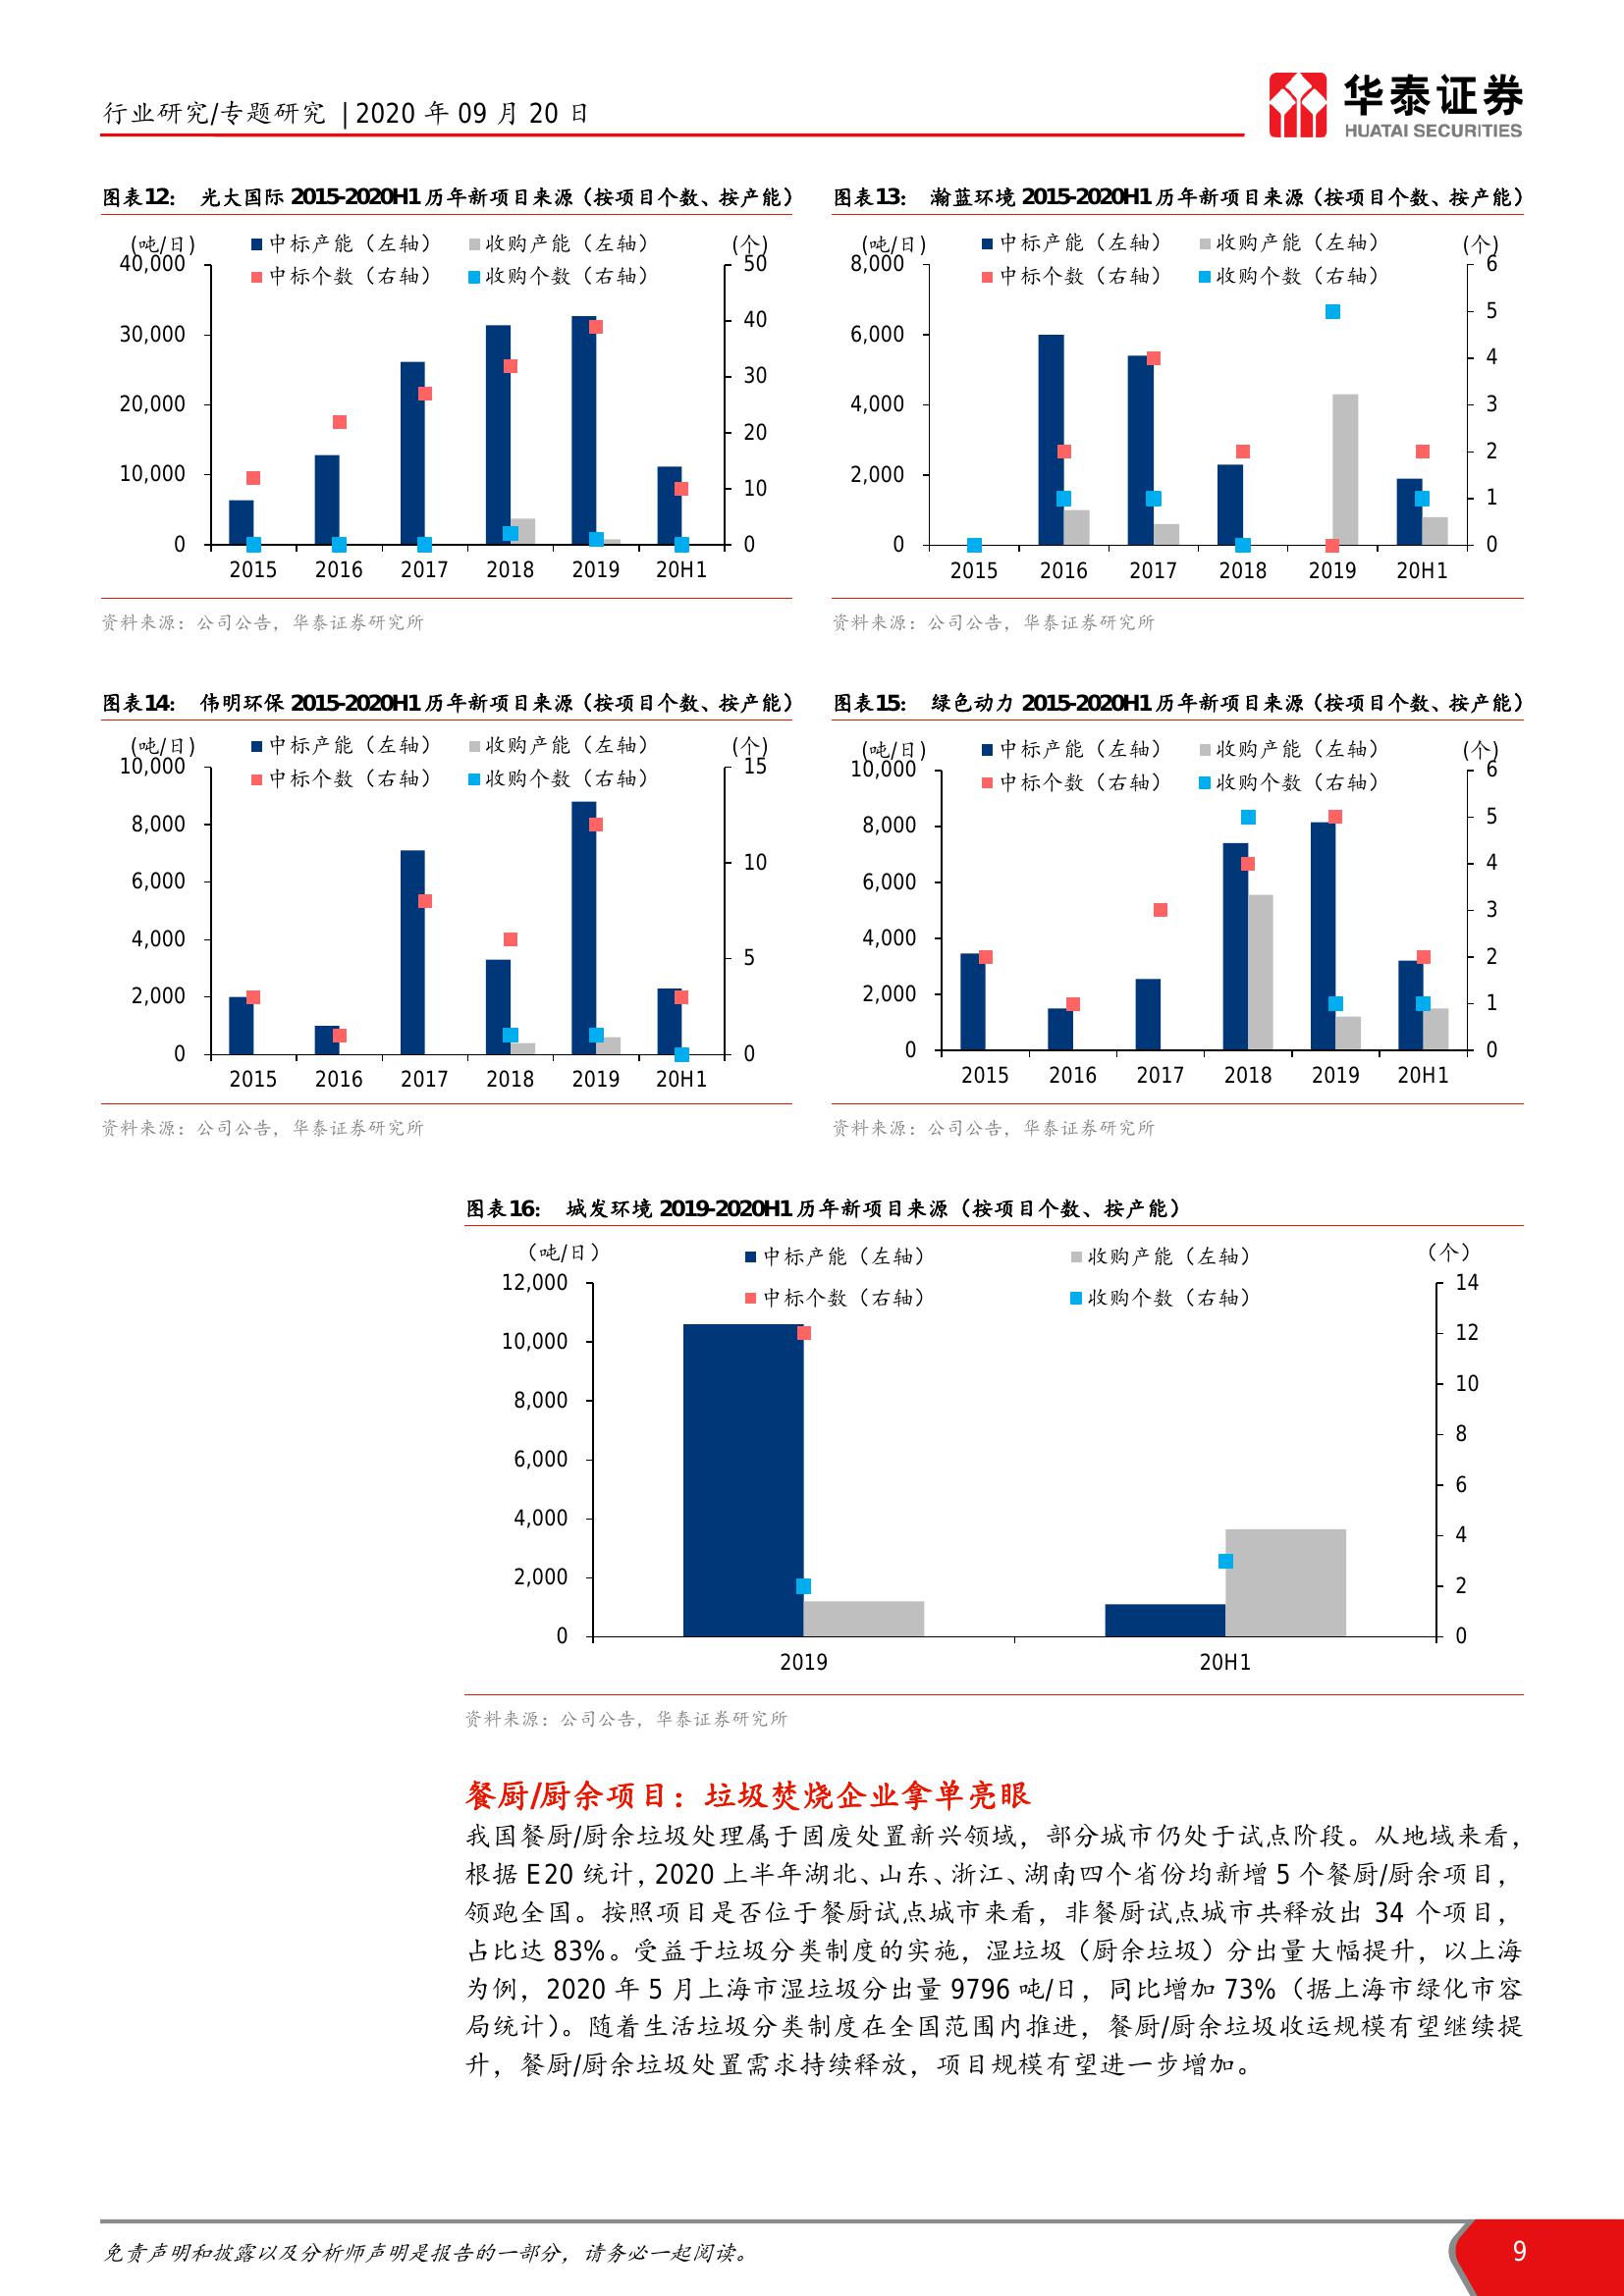 行业研究/专题研究 | 2020 年 09 月 20 日
华泰证券
HUATAI SECURITIES
图表12： 光大国际 2015-2020H1 历年新项目来源（按项目个数、按产能）
(吨/日)
(个)
中标产能（左轴） 收购产能（左轴）
中标个数（右轴） 收购个数（右轴）
40,000
30,000
20,000
10,000
0
50
40
30
20
10
0
2015 2016 2017 2018 2019 20H1
资料来源：公司公告，华泰证券研究所
图表13： 瀚蓝环境 2015-2020H1 历年新项目来源（按项目个数、按产能）
(吨/日)
(个)
中标产能（左轴） 收购产能（左轴）
中标个数（右轴） 收购个数（右轴）
8,000
6,000
4,000
2,000
0
6
5
4
3
2
1
0
2015 2016 2017 2018 2019 20H1
资料来源：公司公告，华泰证券研究所
图表14： 伟明环保 2015-2020H1 历年新项目来源（按项目个数、按产能）
(吨/日)
(个)
中标产能（左轴） 收购产能（左轴）
中标个数（右轴） 收购个数（右轴）
10,000
8,000
6,000
4,000
2,000
0
15
10
5
0
2015 2016 2017 2018 2019 20H1
资料来源：公司公告，华泰证券研究所
图表15： 绿色动力 2015-2020H1 历年新项目来源（按项目个数、按产能）
(吨/日)
(个)
中标产能（左轴） 收购产能（左轴）
中标个数（右轴） 收购个数（右轴）
10,000
8,000
6,000
4,000
2,000
0
6
5
4
3
2
1
0
2015 2016 2017 2018 2019 20H1
资料来源：公司公告，华泰证券研究所
图表16： 城发环境 2019-2020H1 历年新项目来源（按项目个数、按产能）
（吨/日）
（个）
中标产能（左轴） 收购产能（左轴）
中标个数（右轴） 收购个数（右轴）
12,000
10,000
8,000
6,000
4,000
2,000
0
14
12
10
8
6
4
2
0
2019 20H1
资料来源：公司公告，华泰证券研究所
餐厨/厨余项目：垃圾焚烧企业拿单亮眼
我国餐厨/厨余垃圾处理属于固废处置新兴领域，部分城市仍处于试点阶段。从地域来看，
根据 E20 统计，2020 上半年湖北、山东、浙江、湖南四个省份均新增 5 个餐厨/厨余项目，
领跑全国。按照项目是否位于餐厨试点城市来看，非餐厨试点城市共释放出 34 个项目，
占比达 83%。受益于垃圾分类制度的实施，湿垃圾（厨余垃圾）分出量大幅提升，以上海
为例，2020 年 5 月上海市湿垃圾分出量 9796 吨/日，同比增加 73%（据上海市绿化市容
局统计）。随着生活垃圾分类制度在全国范围内推进，餐厨/厨余垃圾收运规模有望继续提
升，餐厨/厨余垃圾处置需求持续释放，项目规模有望进一步增加。
免责声明和披露以及分析师声明是报告的一部分，请务必一起阅读。
9